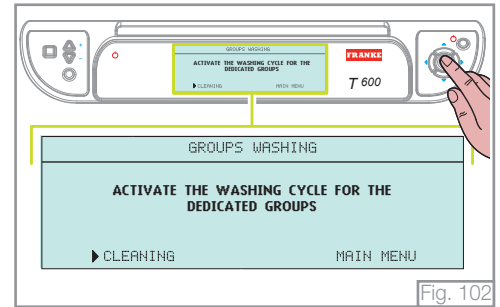 GROUPS WASHING
ACTIVATE THE WASHING CYCLE FOR THE
DEDICATED GROUPS
CLEANING MAIN MENU
FRANKE
T 600
GROUPS WASHING
ACTIVATE THE WASHING CYCLE FOR THE
DEDICATED GROUPS
CLEANING MAIN MENU
Fig. 102